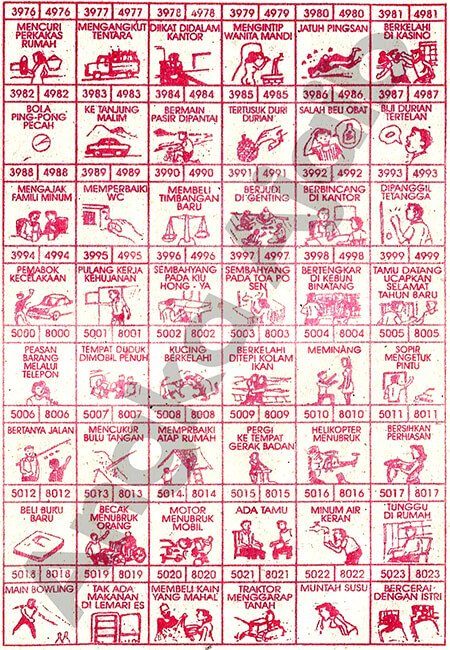 3976 4976
MENCURI
PERKAKAS
RUMAH
3977 4977
MENGANGKUT
TENTARA
3978 4978
DIIKAT DIDALAM
KANTOR
3979 4979
MENGINTIP
WANITA MANDI
3980 4980
JATUH PINGSAN
3981 4981
BERKELAHI
DI KASINO
3982 4982
BOLA
PING-PONG
PECAH
3983 4983
KE TANJUNG
MALIM
3984 4984
BERMAIN
PASIR DIPANTAI
3985 4985
TERTUSUK DURI
DURIAN
3986 4986
SALAH BELI OBAT
3987 4987
BIJI DURIAN
TERTELAN
3988 4988
MENGAJAK
FAMILI MINUM
3989 4989
MEMPERBAIKI
WC
3990 4990
MEMBELI
TIMBANGAN
BARU
3991 4991
BERJUDI
DI GENTING
3992 4992
BERBINCANG
DI KANTOR
3993 4993
DIPANGGIL
TETANGGA
3994 4994
PEMABOK
KECELAKAAN
3995 4995
PULANG KERJA
KEHUJANAN
3996 4996
SEMBAHYANG
PADA KIU
HONG - YA
3997 4997
SEMBAHYANG
PADA TOA PO
SEN
3998 4998
BERTENGKAR
DI KEBUN
BINATANG
3999 4999
TAMU DATANG
UCAPKAN
SELAMAT
TAHUN BARU
5000 8000
PEASAN
BARANG
MELALUI
TELEPON
5001 8001
TEMPAT DUDUK
DIMOBIL PENUH
5002 8002
KUCING
BERKELAHI
5003 8003
BERKELAHI
DITEPI KOLAM
IKAN
5004 8004
MEMINANG
5005 8005
SOPIR
MENGETUK
PINTU
5006 8006
BERTANYA JALAN
5007 8007
MENCUKUR
BULU TANGAN
5008 8008
MEMPRBAIKI
ATAP RUMAH
5009 8009
PERGI
KE TEMPAT
GERAK BADAN
5010 8010
HELIKOPTER
MENUBRUK
5011 8011
BERSIHKAN
PERHIASAN
5012 8012
BELI BUKU
BARU
5013 8013
BECAK
MENUBRUK
ORANG
5014 8014
MOTOR
MENUBRUK
MOBIL
5015 8015
ADA TAMU
5016 8016
MINUM AIR
KERAN
5017 8017
TUNGGU
DI RUMAH
5018 8018
MAIN BOWLING
5019 8019
TAK ADA
MAKANAN
DI LEMARI ES
5020 8020
MEMBELI KAIN
YANG MAHAL
5021 8021
TRAKTOR
MENGGARAP
TANAH
5022 8022
MUNTAH SUSU
5023 8023
BERCERAI
DENGAN ISTRI